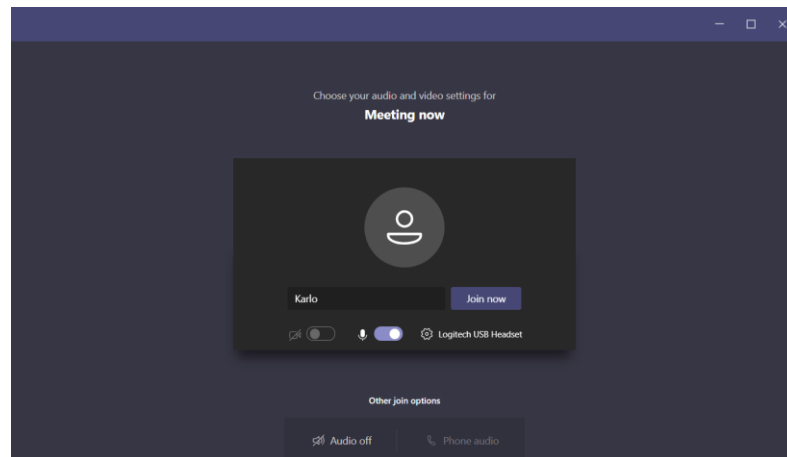 Choose your audio and video settings for
Meeting now
Karlo
Join now
Logitech USB Headset
Other join options
Audio off
Phone audio